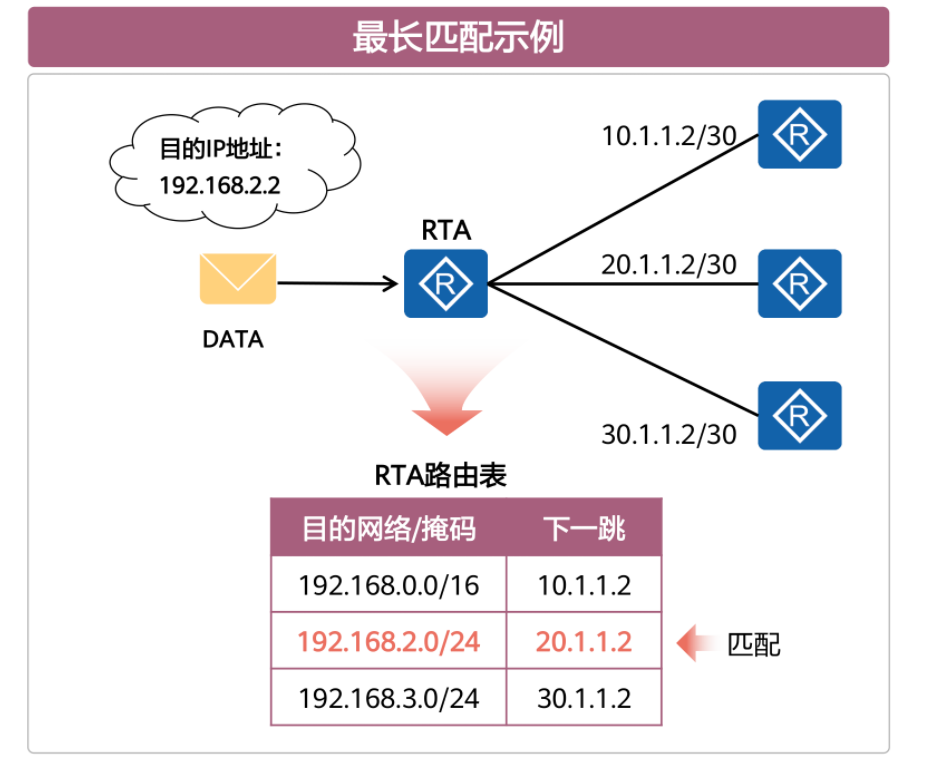 最长匹配示例
目的IP地址：
192.168.2.2
DATA
RTA
R
10.1.1.2/30
R
20.1.1.2/30
R
30.1.1.2/30
R
RTA路由表
目的网络/掩码 下一跳
192.168.0.0/16 10.1.1.2
192.168.2.0/24 20.1.1.2 匹配
192.168.3.0/24 30.1.1.2